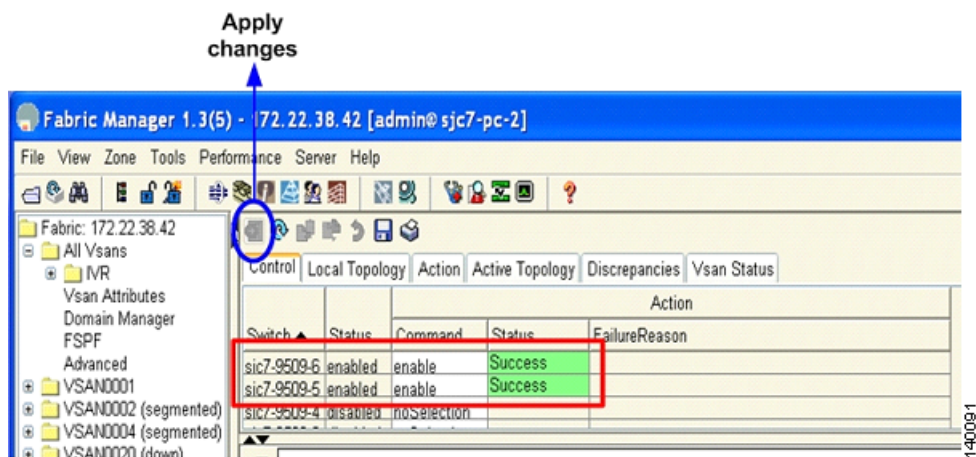 Apply
changes
Fabric Manager 1.3(5) - 172.22.38.42 [admin@sjc7-pc-2]
File View Zone Tools Performance Server Help
Fabric: 172.22.38.42
All Vsans
IVR
Vsan Attributes
Domain Manager
FSPF
Advanced
VSAN0001
VSAN0002 (segmented)
VSAN0004 (segmented)
VSAN0020 (down)
Control Local Topology Action Active Topology Discrepancies Vsan Status
Action
Switch Status Command Status FailureReason
sjc7-9509-6 enabled enable Success
sjc7-9509-5 enabled enable Success
sjc7-9509-4 disabled noSelection
140091